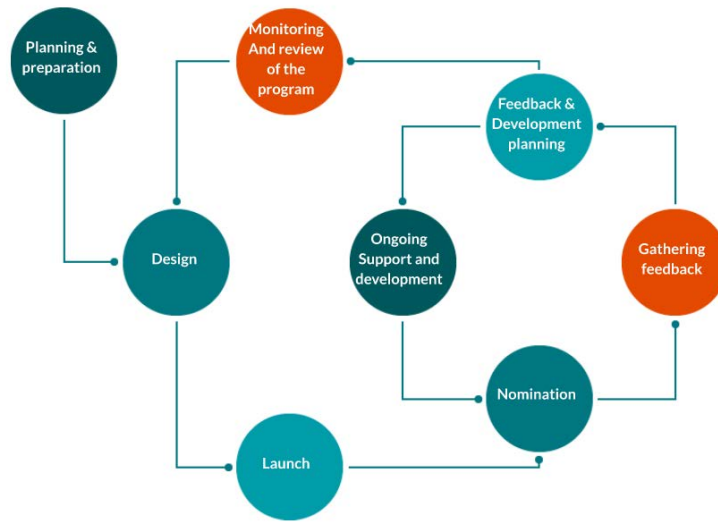 Planning &
preparation
Monitoring
And review
of the
program
Feedback &
Development
planning
Design
Ongoing
Support and
development
Gathering
feedback
Nomination
Launch